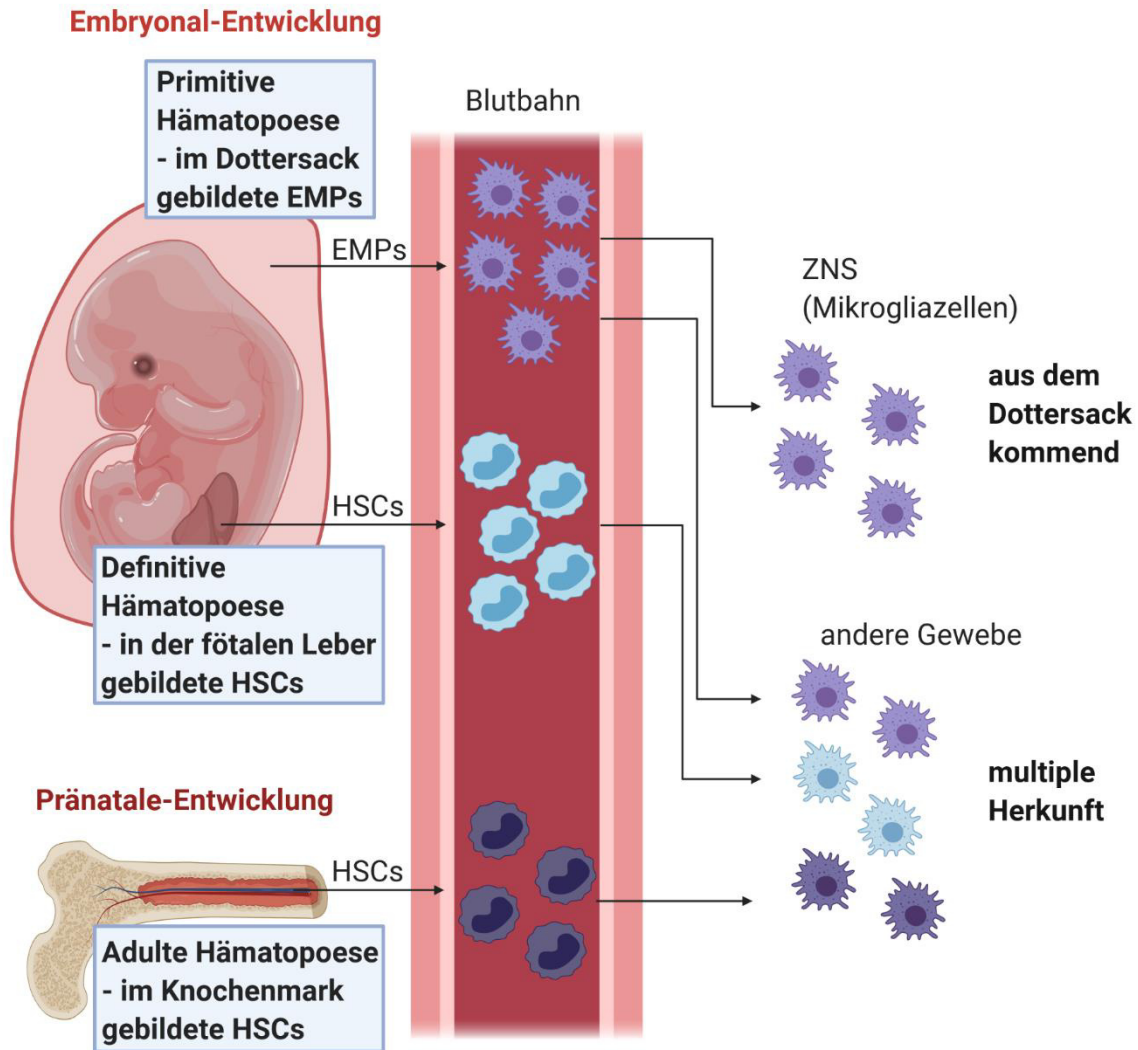 Embryonal-Entwicklung
Primitive
Hämatopoese
- im Dottersack
gebildete EMPs
Blutbahn
EMPs
ZNS
(Mikrogliazellen)
aus dem
Dottersack
kommend
HSCs
Definitive
Hämatopoese
- in der fötalen Leber
gebildete HSCs
andere Gewebe
multiple
Herkunft
Pränatale-Entwicklung
HSCs
Adulte Hämatopoese
- im Knochenmark
gebildete HSCs